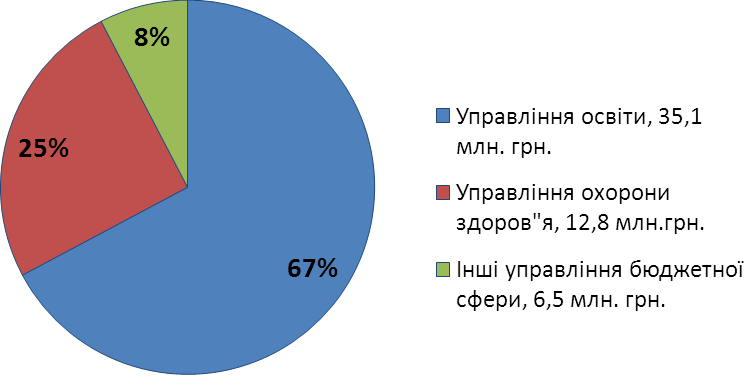 8%
25%
67%
Управління освіти, 35,1
млн. грн.
Управління охорони
здоров"я, 12,8 млн.грн.
Інші управління бюджетної
сфери, 6,5 млн. грн.